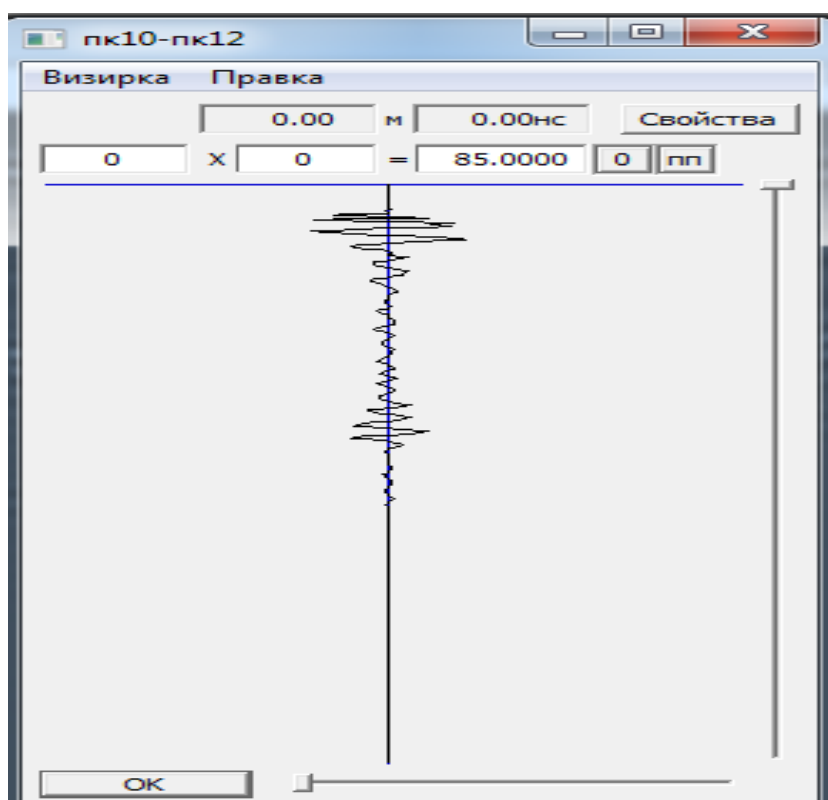 пк10-пк12
Визирка Правка
0.00 м 0.00нс Свойства
0 X 0 = 85.0000 0 пп
OK